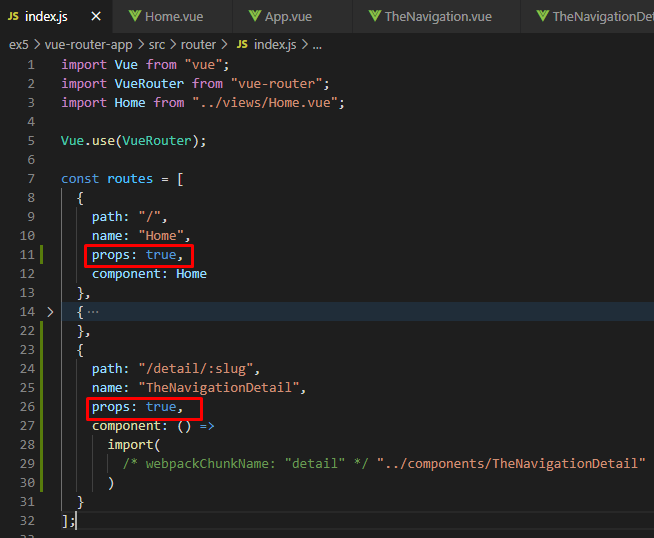 JS index.js ×
Home.vue
App.vue
TheNavigation.vue
TheNavigationDet
ex5 > vue-router-app > src > router > JS index.js > ...
1 import Vue from "vue";
2 import VueRouter from "vue-router";
3 import Home from "../views/Home.vue";
4
5 Vue.use(VueRouter);
6
7 const routes = [
8 {
9 path: "/",
10 name: "Home",
11 props: true,
12 component: Home
13 },
14 > { ...
22 },
23 {
24 path: "/detail/:slug",
25 name: "TheNavigationDetail",
26 props: true,
27 component: () =>
28 import(
29 /* webpackChunkName: "detail" */ "../components/TheNavigationDetail"
30 )
31 }
32 ];